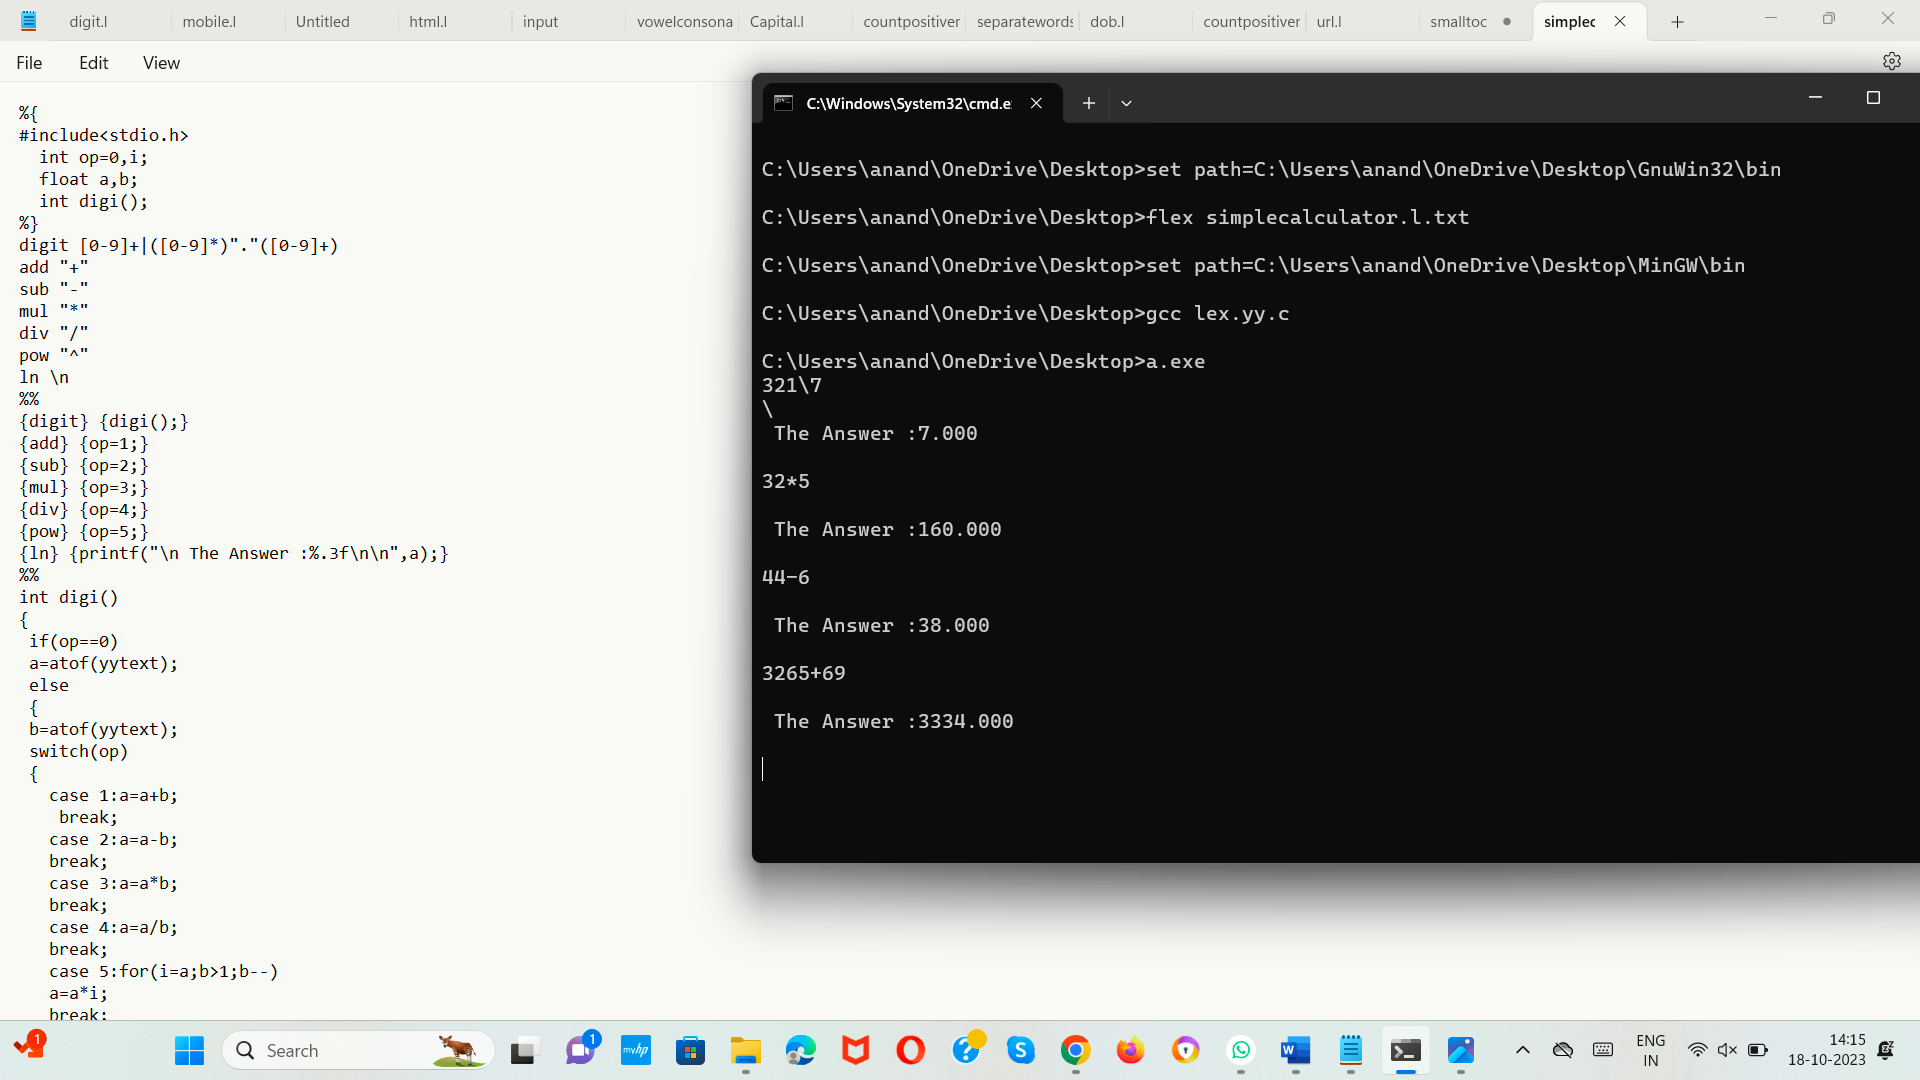 digit.l mobile.l Untitled html.l input vowelconsona Capital.l countpositiver separatewords dob.l countpositiver url.l smalltoc simplec
File Edit View
%{
#include<stdio.h>
int op=0,i;
float a,b;
int digi();
%}
digit [0-9]+|([0-9]*)"."([0-9]+)
add "+"
sub "-"
mul "*"
div "/"
pow "^"
ln \n
%%
{digit} {digi();}
{add} {op=1;}
{sub} {op=2;}
{mul} {op=3;}
{div} {op=4;}
{pow} {op=5;}
{ln} {printf("\n The Answer :%.3f\n\n",a);}
%%
int digi()
{
if(op==0)
a=atof(yytext);
else
{
b=atof(yytext);
switch(op)
{
case 1:a=a+b;
break;
case 2:a=a-b;
break;
case 3:a=a*b;
break;
case 4:a=a/b;
break;
case 5:for(i=a;b>1;b--)
a=a*i;
break;
C:\Windows\System32\cmd.e
C:\Users\anand\OneDrive\Desktop>set path=C:\Users\anand\OneDrive\Desktop\GnuWin32\bin
C:\Users\anand\OneDrive\Desktop>flex simplecalculator.l.txt
C:\Users\anand\OneDrive\Desktop>set path=C:\Users\anand\OneDrive\Desktop\MinGW\bin
C:\Users\anand\OneDrive\Desktop>gcc lex.yy.c
C:\Users\anand\OneDrive\Desktop>a.exe
321\7
\
The Answer :7.000
32*5
The Answer :160.000
44-6
The Answer :38.000
3265+69
The Answer :3334.000
1
Search
1
myhp
ENG
IN
14:15
18-10-2023